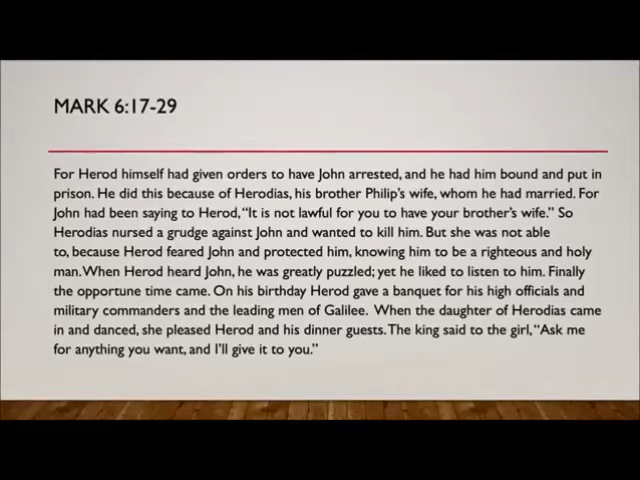 MARK 6:17-29
For Herod himself had given orders to have John arrested, and he had him bound and put in
prison. He did this because of Herodias, his brother Philip's wife, whom he had married. For
John had been saying to Herod, “It is not lawful for you to have your brother's wife.” So
Herodias nursed a grudge against John and wanted to kill him. But she was not able
to, because Herod feared John and protected him, knowing him to be a righteous and holy
man. When Herod heard John, he was greatly puzzled; yet he liked to listen to him. Finally
the opportune time came. On his birthday Herod gave a banquet for his high officials and
military commanders and the leading men of Galilee. When the daughter of Herodias came
in and danced, she pleased Herod and his dinner guests. The king said to the girl, “Ask me
for anything you want, and I'll give it to you.”